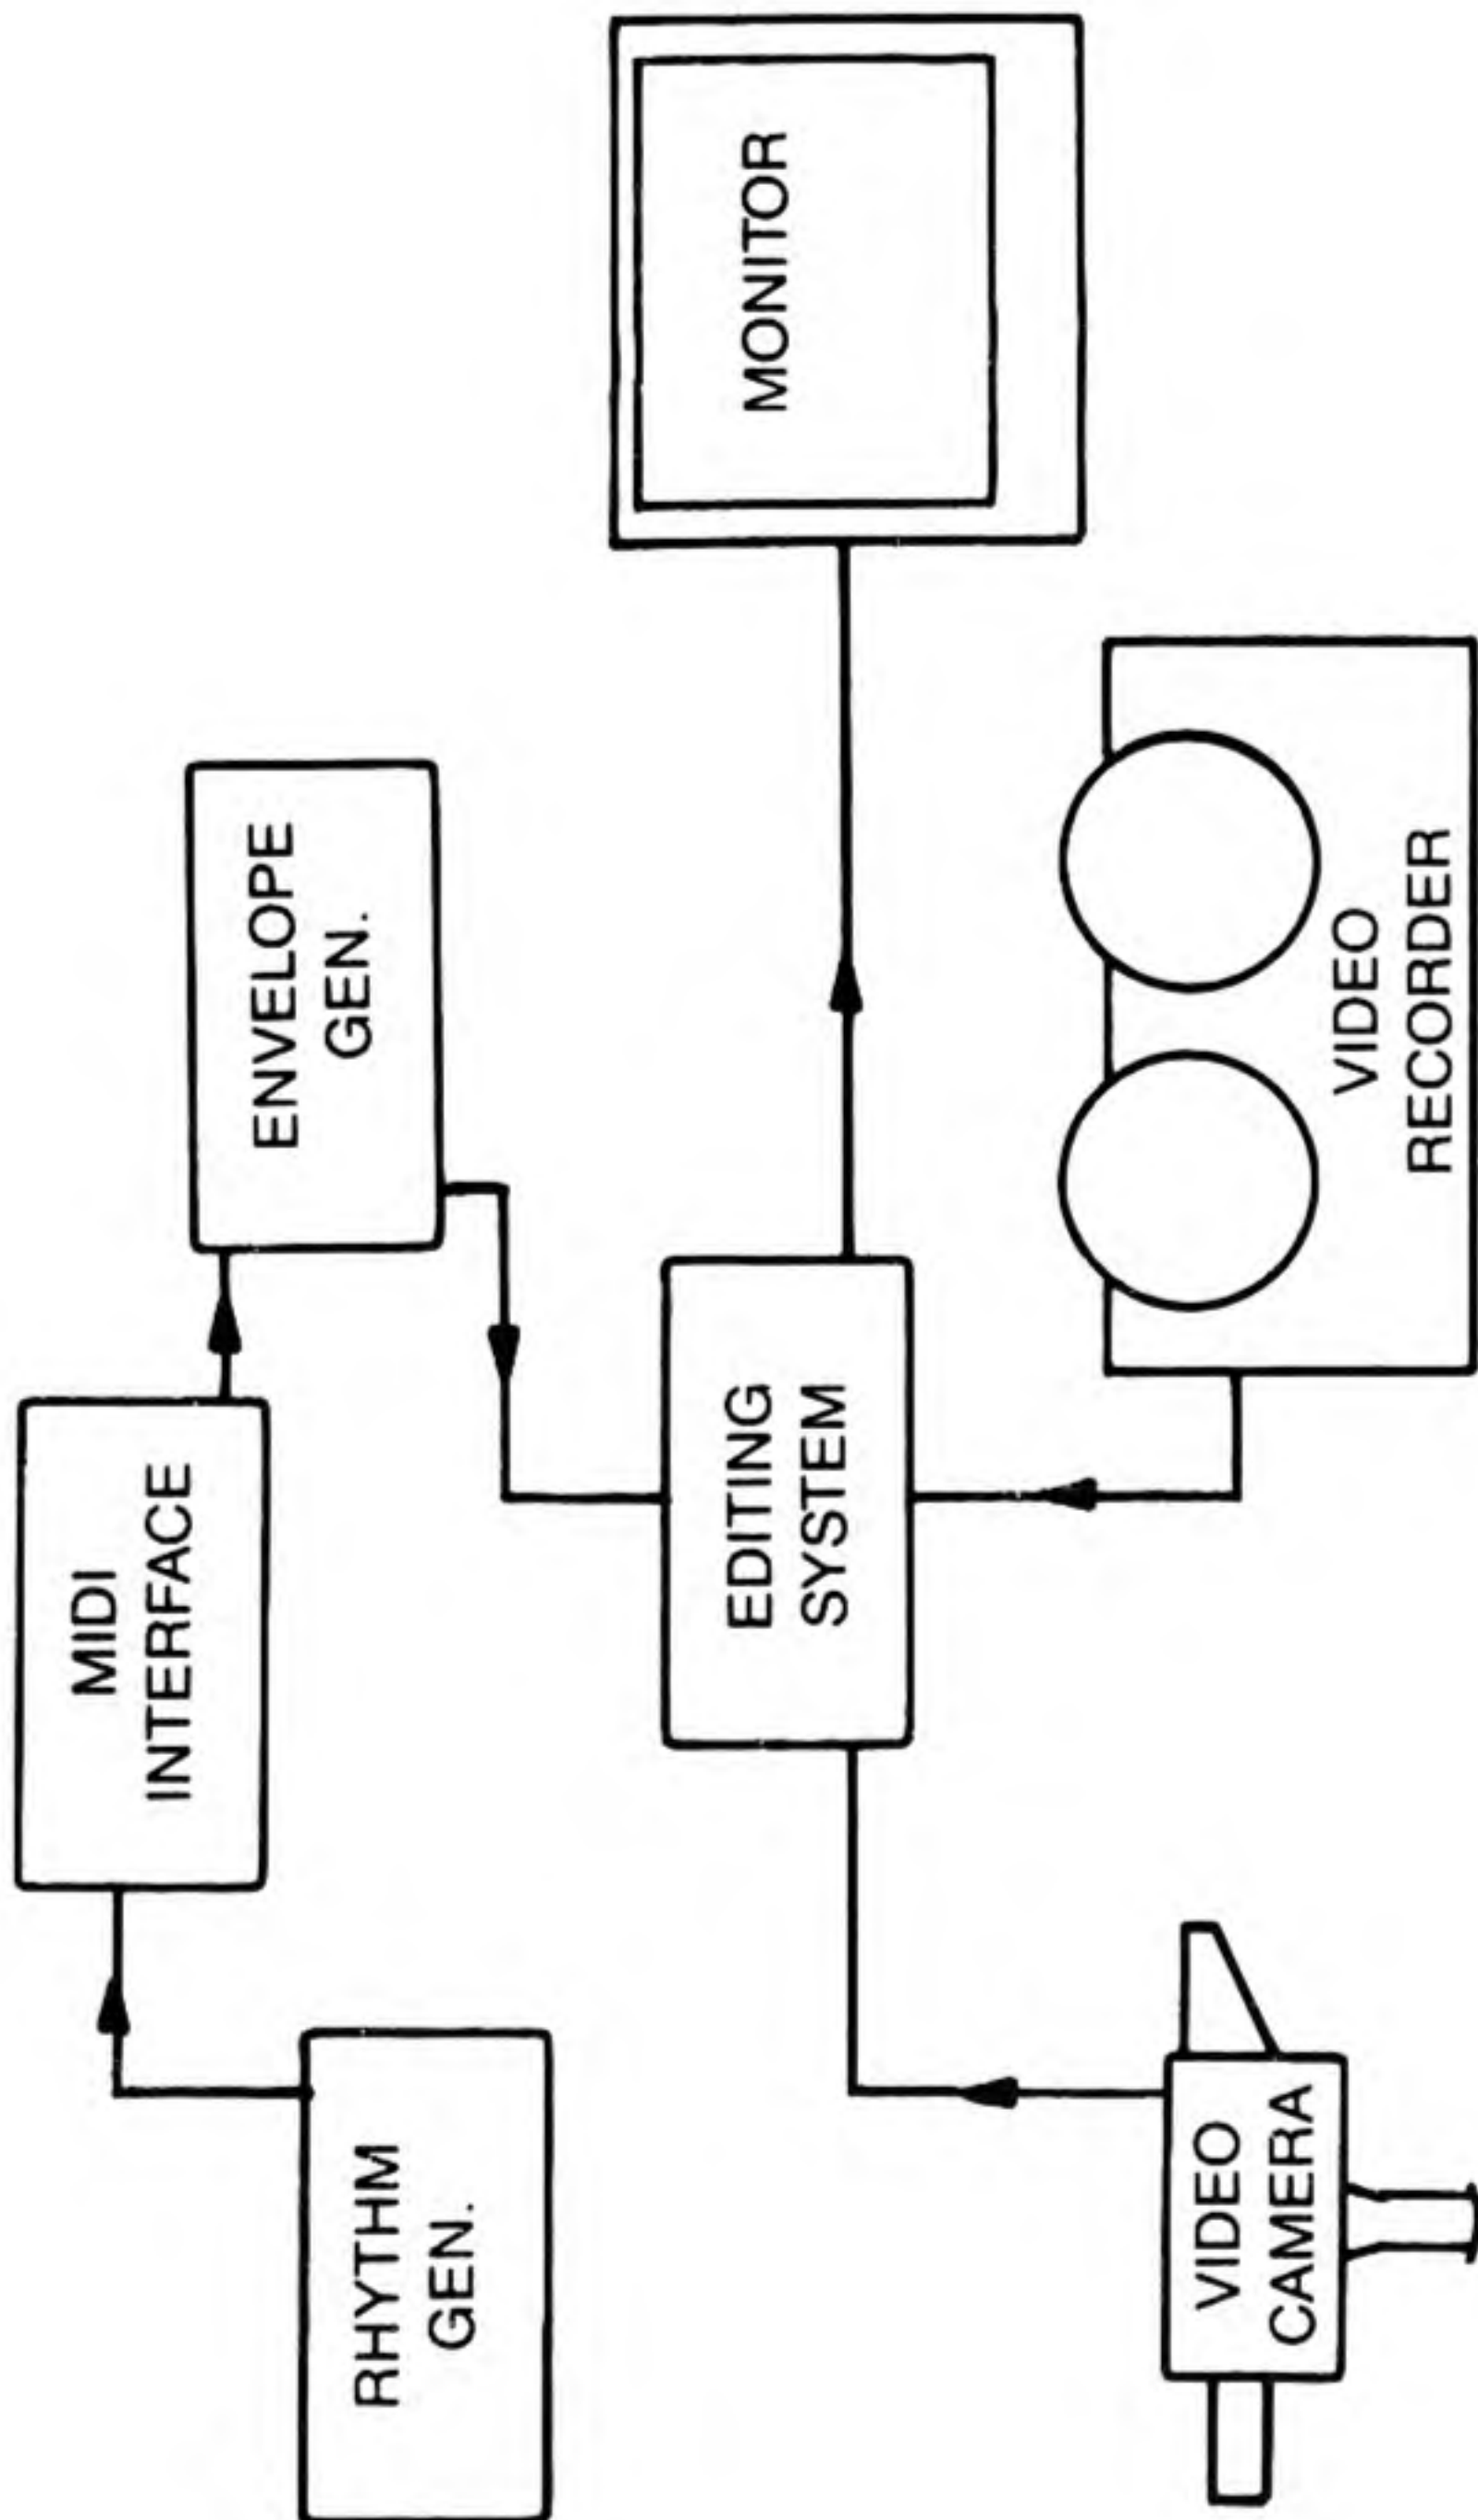 MIDI
INTERFACE
ENVELOPE
GEN.
RHYTHM
GEN.
EDITING
SYSTEM
MONITOR
VIDEO
CAMERA
VIDEO
RECORDER